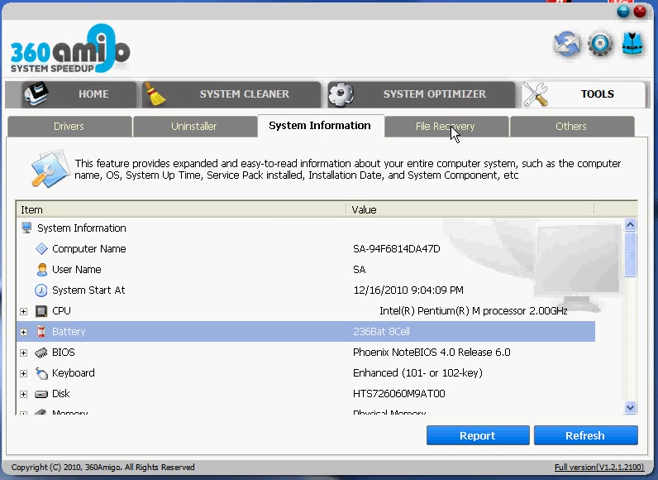 360amigo
SYSTEM SPEEDUP
HOME
SYSTEM CLEANER
SYSTEM OPTIMIZER
TOOLS
Drivers
Uninstaller
System Information
File Recovery
Others
This feature provides expanded and easy-to-read information about your entire computer system, such as the computer
name, OS, System Up Time, Service Pack installed, Installation Date, and System Component, etc
Item Value
System Information
Computer Name SA-94F6814DA47D
User Name SA
System Start At 12/16/2010 9:04:09 PM
CPU Intel(R) Pentium(R) M processor 2.00GHz
Battery 236Bat 8Cell
BIOS Phoenix NoteBIOS 4.0 Release 6.0
Keyboard Enhanced (101- or 102-key)
Disk HTS726060M9AT00
Memory Physical Memory
Report
Refresh
Copyright (C) 2010, 360Amigo. All Rights Reserved
Full version(V1.2.1.2100)